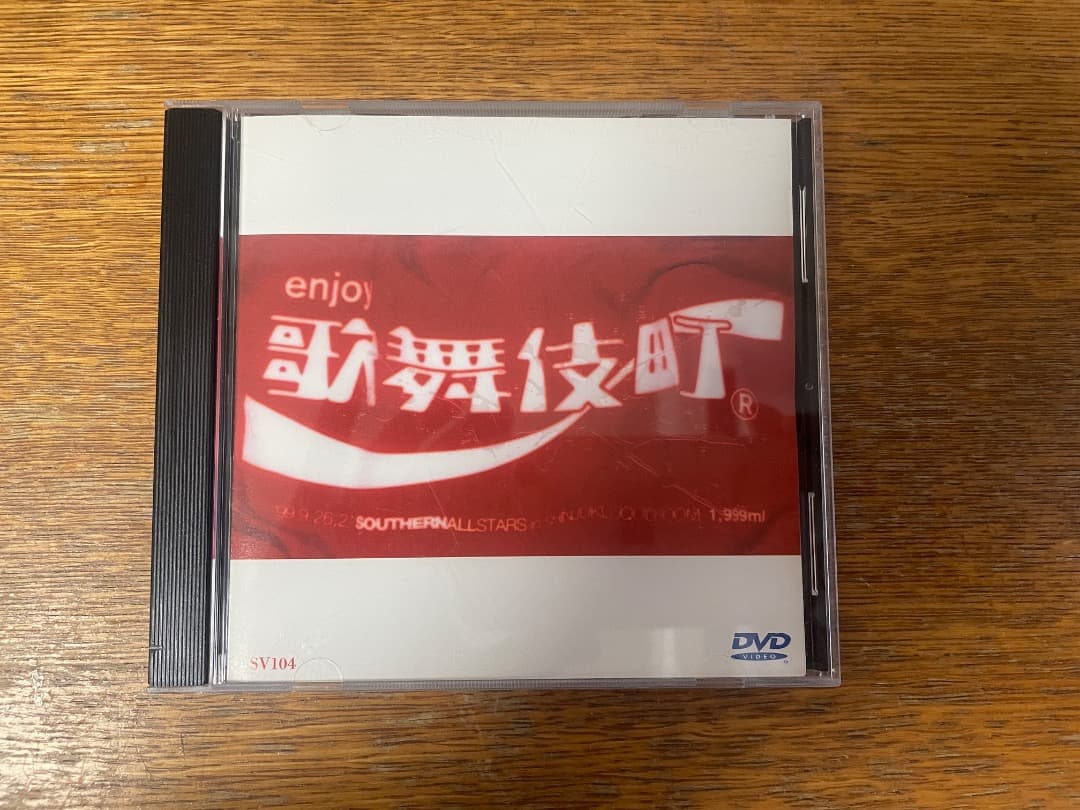 enjoy
歌舞伎町
®
SOUTHERNALLSTARS 1,999ml
SV104
DVD
VIDEO